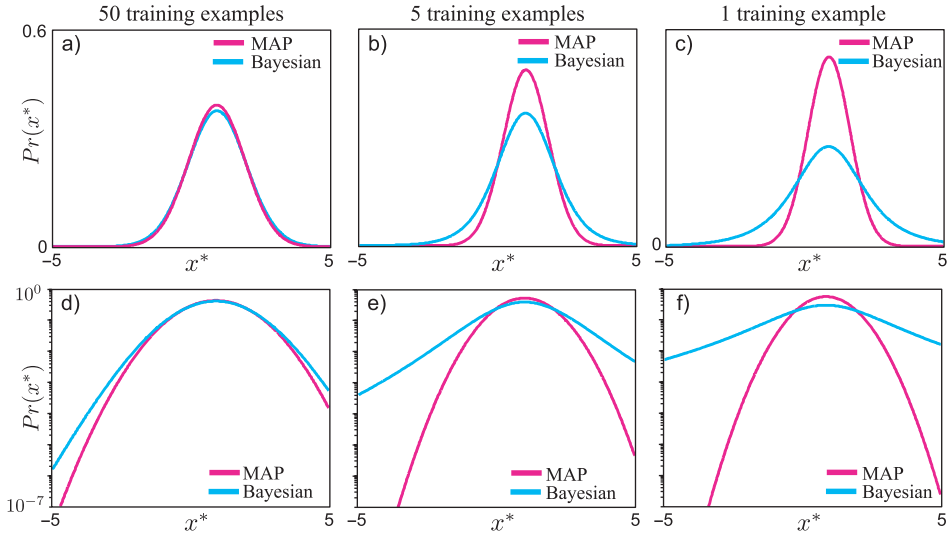 50 training examples
5 training examples
1 training example
0.6
a)
MAP
Bayesian
b)
MAP
Bayesian
c)
MAP
Bayesian
Pr(x*)
0
0
−5
x*
5
−5
x*
5
−5
x*
5
10^0
d)
e)
f)
Pr(x*)
MAP
Bayesian
MAP
Bayesian
MAP
Bayesian
10^-7
−5
x*
5
−5
x*
5
−5
x*
5